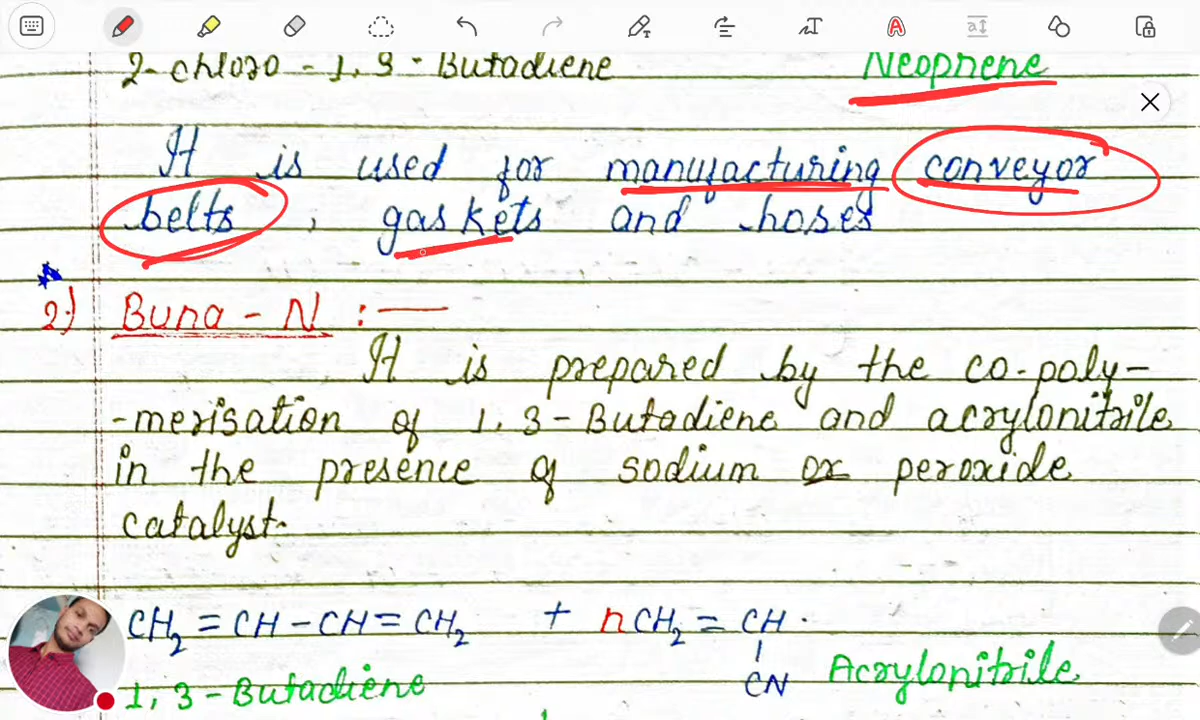 2-chloro-1,3-Butadiene Neoprene
It is used for manufacturing conveyor
belts, gaskets and hoses
2) Buna-N :—
It is prepared by the co-poly-
-merisation of 1,3-Butadiene and acrylonitrile
in the presence of sodium or peroxide
catalyst-
CH₂=CH-CH=CH₂ + nCH₂=CH.
|
CN Acrylonitrile
1,3-Butadiene